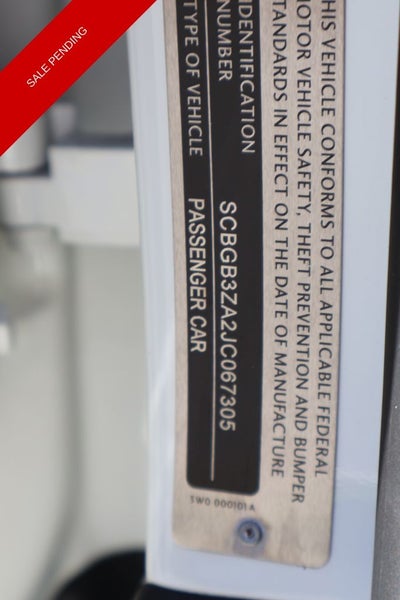 SALE PENDING
THIS VEHICLE CONFORMS TO ALL APPLICABLE FEDERAL
MOTOR VEHICLE SAFETY, THEFT PREVENTION AND BUMPER
STANDARDS IN EFFECT ON THE DATE OF MANUFACTURE
IDENTIFICATION
NUMBER SCBGB3ZA2JC067305
TYPE OF VEHICLE PASSENGER CAR
3W0 000101 A